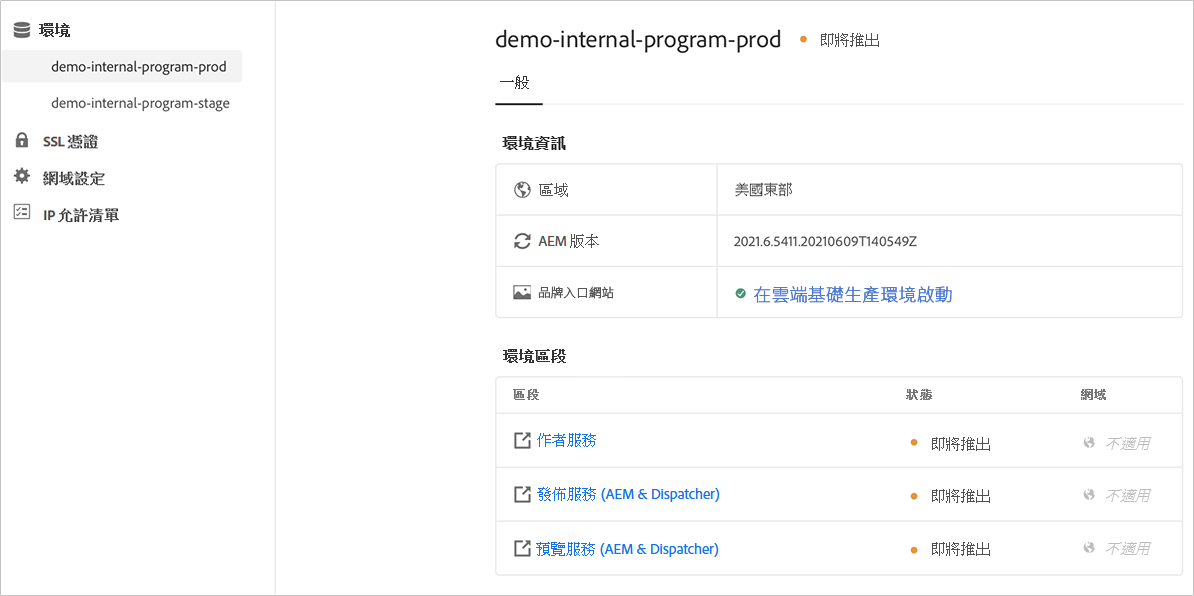 環境
demo-internal-program-prod
demo-internal-program-stage
SSL 憑證
網域設定
IP 允許清單
demo-internal-program-prod 即將推出
一般
環境資訊
區域 美國東部
AEM 版本 2021.6.5411.20210609T140549Z
品牌入口網站 在雲端基礎生產環境啟動
環境區段
區段 狀態 網域
作者服務 即將推出 不適用
發佈服務 (AEM & Dispatcher) 即將推出 不適用
預覽服務 (AEM & Dispatcher) 即將推出 不適用